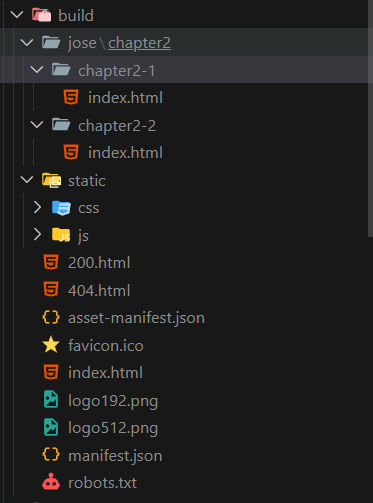 build
jose\chapter2
chapter2-1
index.html
chapter2-2
index.html
static
css
js
200.html
404.html
asset-manifest.json
favicon.ico
index.html
logo192.png
logo512.png
manifest.json
robots.txt